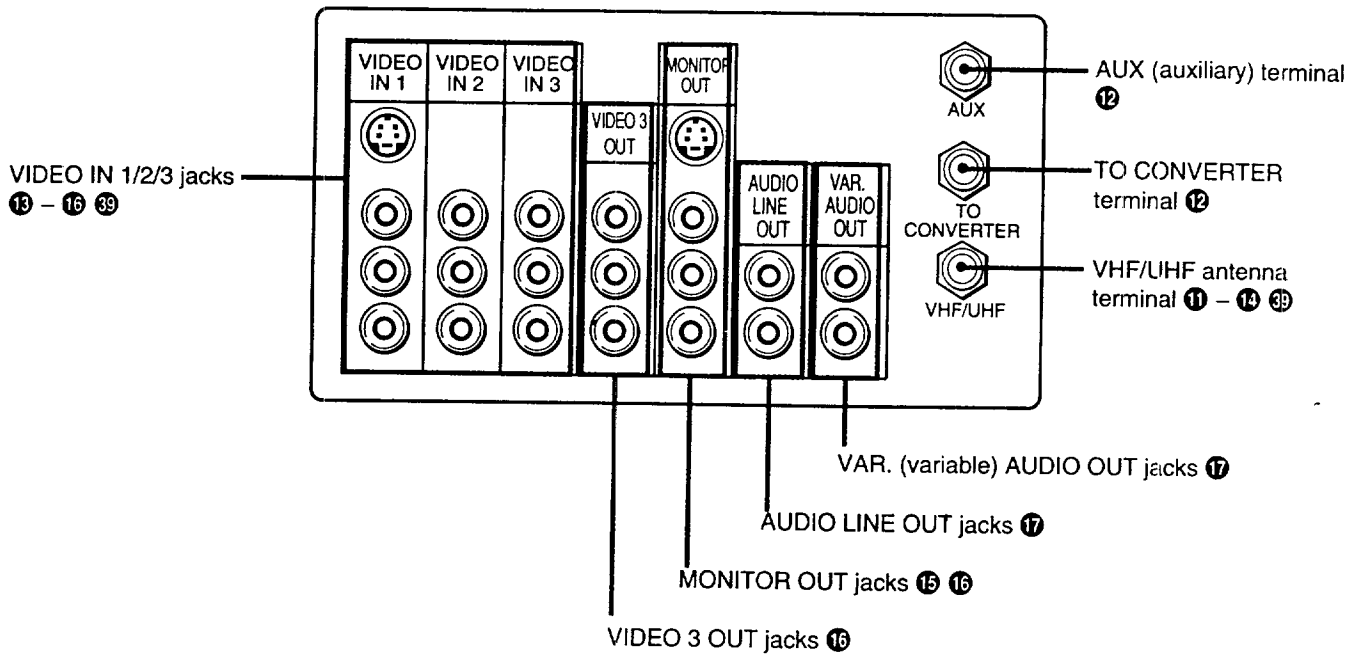 VIDEO IN 1
VIDEO IN 2
VIDEO IN 3
MONITOR OUT
VIDEO 3 OUT
AUDIO LINE OUT
VAR. AUDIO OUT
AUX
TO CONVERTER
VHF/UHF
AUX (auxiliary) terminal
⓬
TO CONVERTER
terminal ⓬
VHF/UHF antenna
terminal ⓫ – ⓮ 39
VIDEO IN 1/2/3 jacks
⓭ – ⓰ 39
VAR. (variable) AUDIO OUT jacks ⓱
AUDIO LINE OUT jacks ⓱
MONITOR OUT jacks ⓯ ⓰
VIDEO 3 OUT jacks ⓰